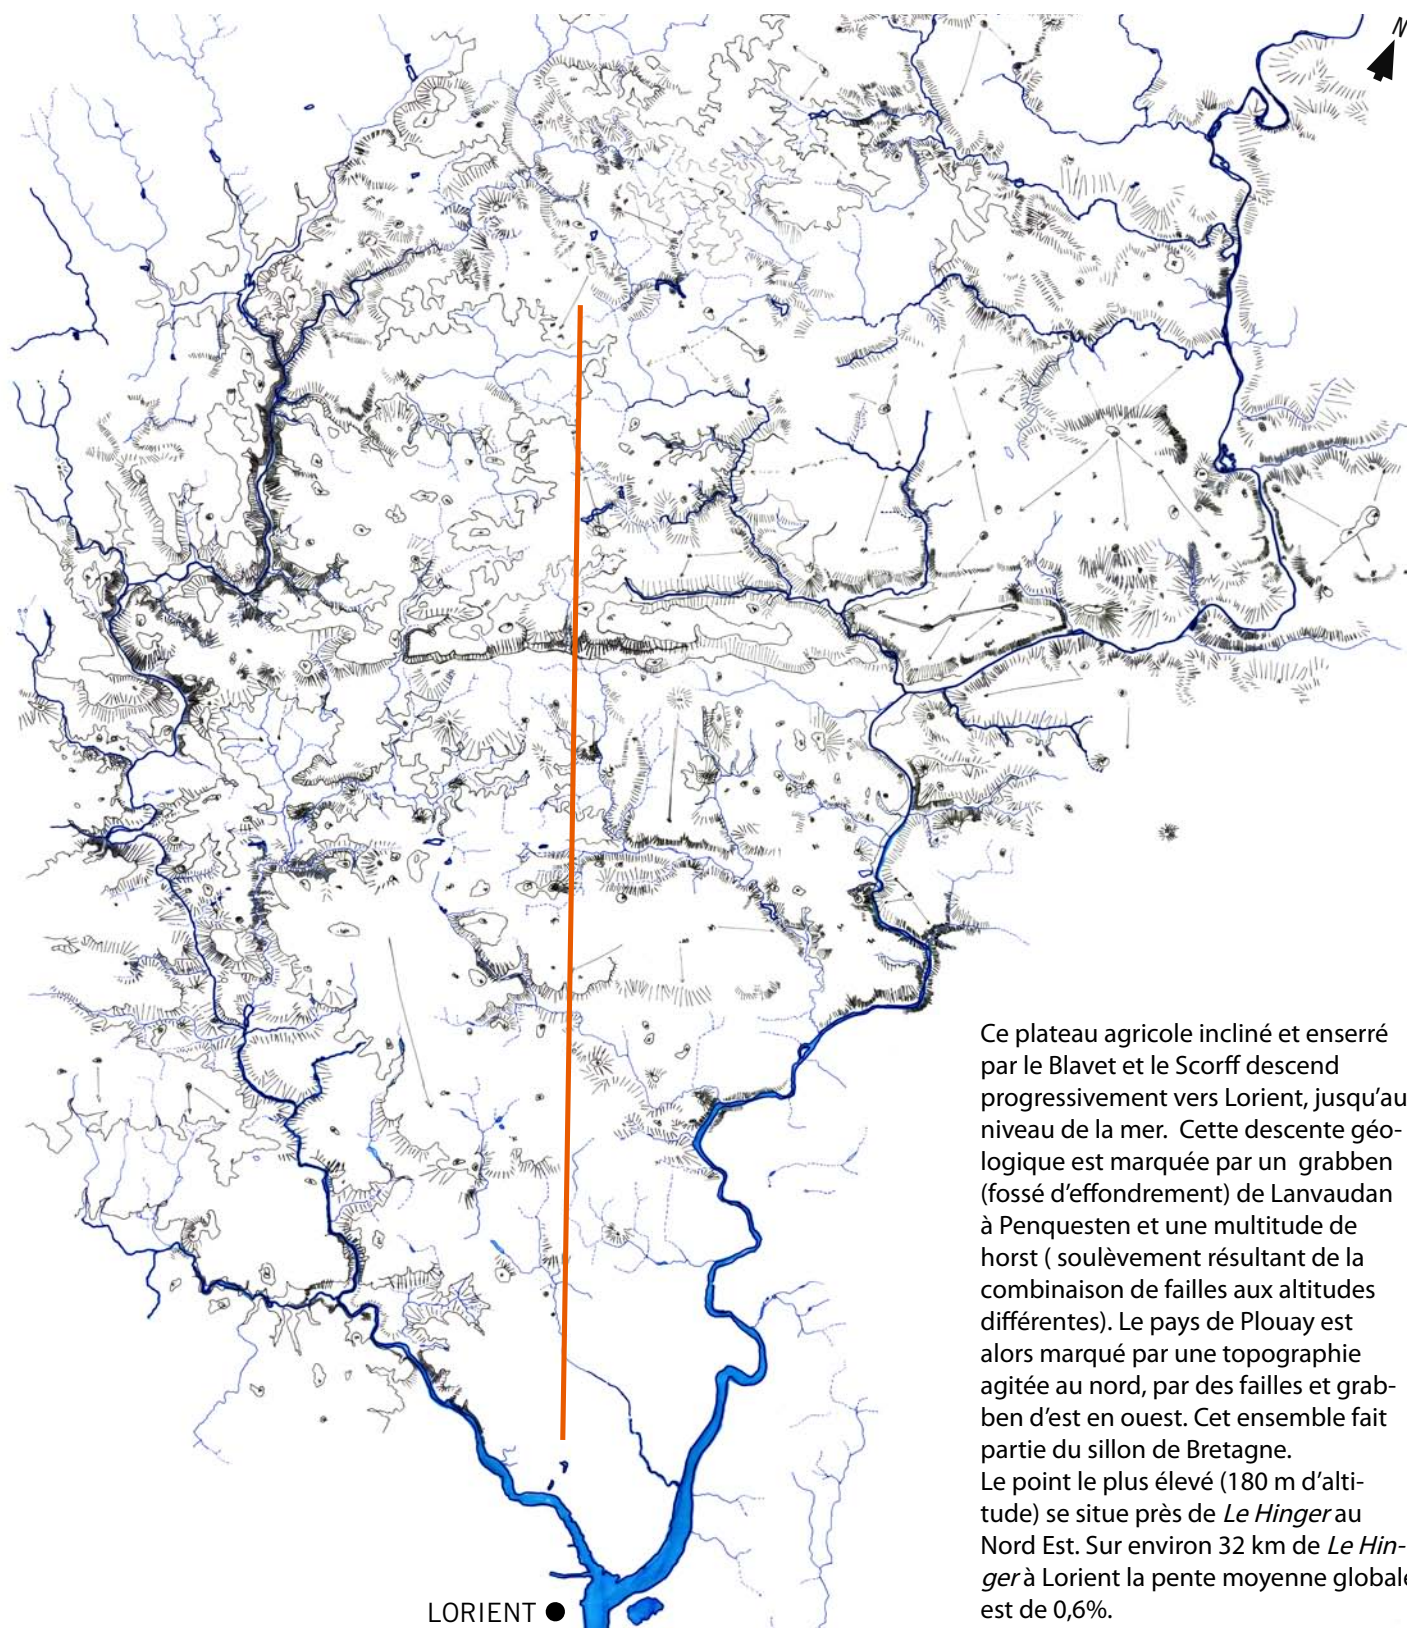 N
Ce plateau agricole incliné et enserré
par le Blavet et le Scorff descend
progressivement vers Lorient, jusqu'au
niveau de la mer. Cette descente géo-
logique est marquée par un grabben
(fossé d'effondrement) de Lanvaudan
à Penquesten et une multitude de
horst ( soulèvement résultant de la
combinaison de failles aux altitudes
différentes). Le pays de Plouay est
alors marqué par une topographie
agitée au nord, par des failles et grab-
ben d'est en ouest. Cet ensemble fait
partie du sillon de Bretagne.
Le point le plus élevé (180 m d'alti-
tude) se situe près de Le Hinger au
Nord Est. Sur environ 32 km de Le Hin-
ger à Lorient la pente moyenne globale
est de 0,6%.
LORIENT